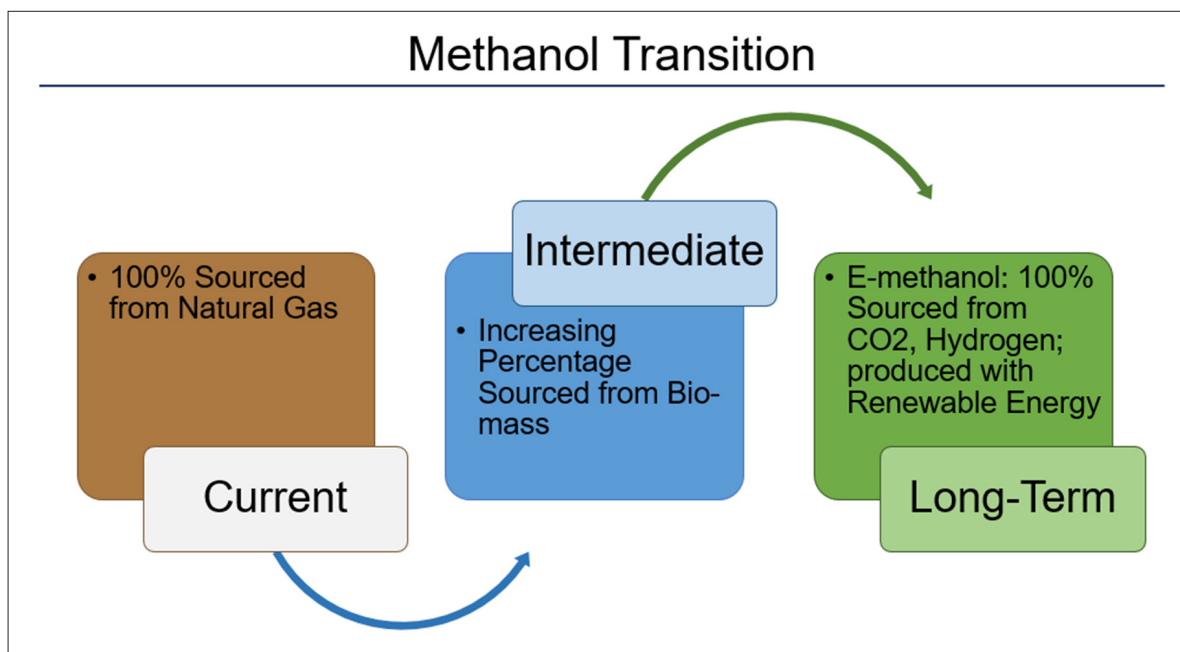 Methanol Transition
• 100% Sourced
from Natural Gas
Current
Intermediate
• Increasing
Percentage
Sourced from Bio-
mass
• E-methanol: 100%
Sourced from
CO2, Hydrogen;
produced with
Renewable Energy
Long-Term